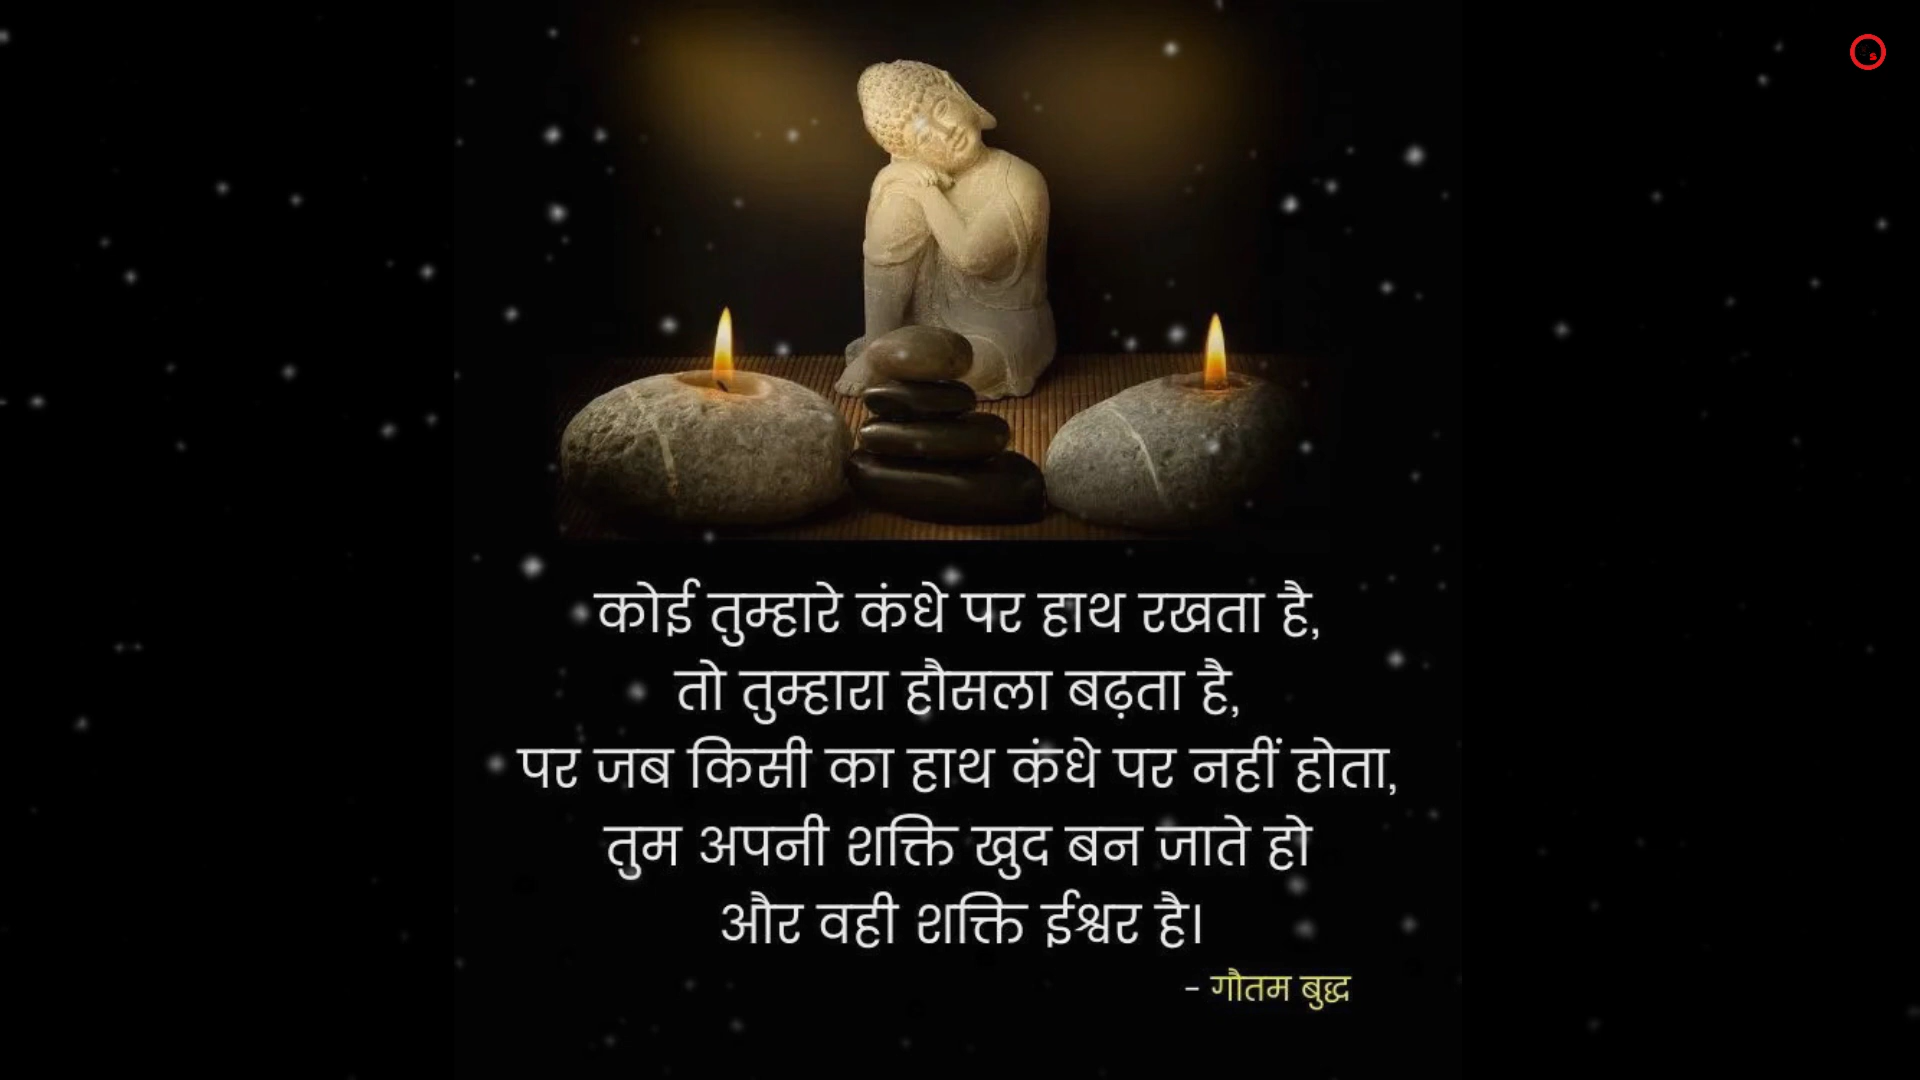 कोई तुम्हारे कंधे पर हाथ रखता है,
तो तुम्हारा हौसला बढ़ता है,
पर जब किसी का हाथ कंधे पर नहीं होता,
तुम अपनी शक्ति खुद बन जाते हो
और वही शक्ति ईश्वर है।
- गौतम बुद्ध